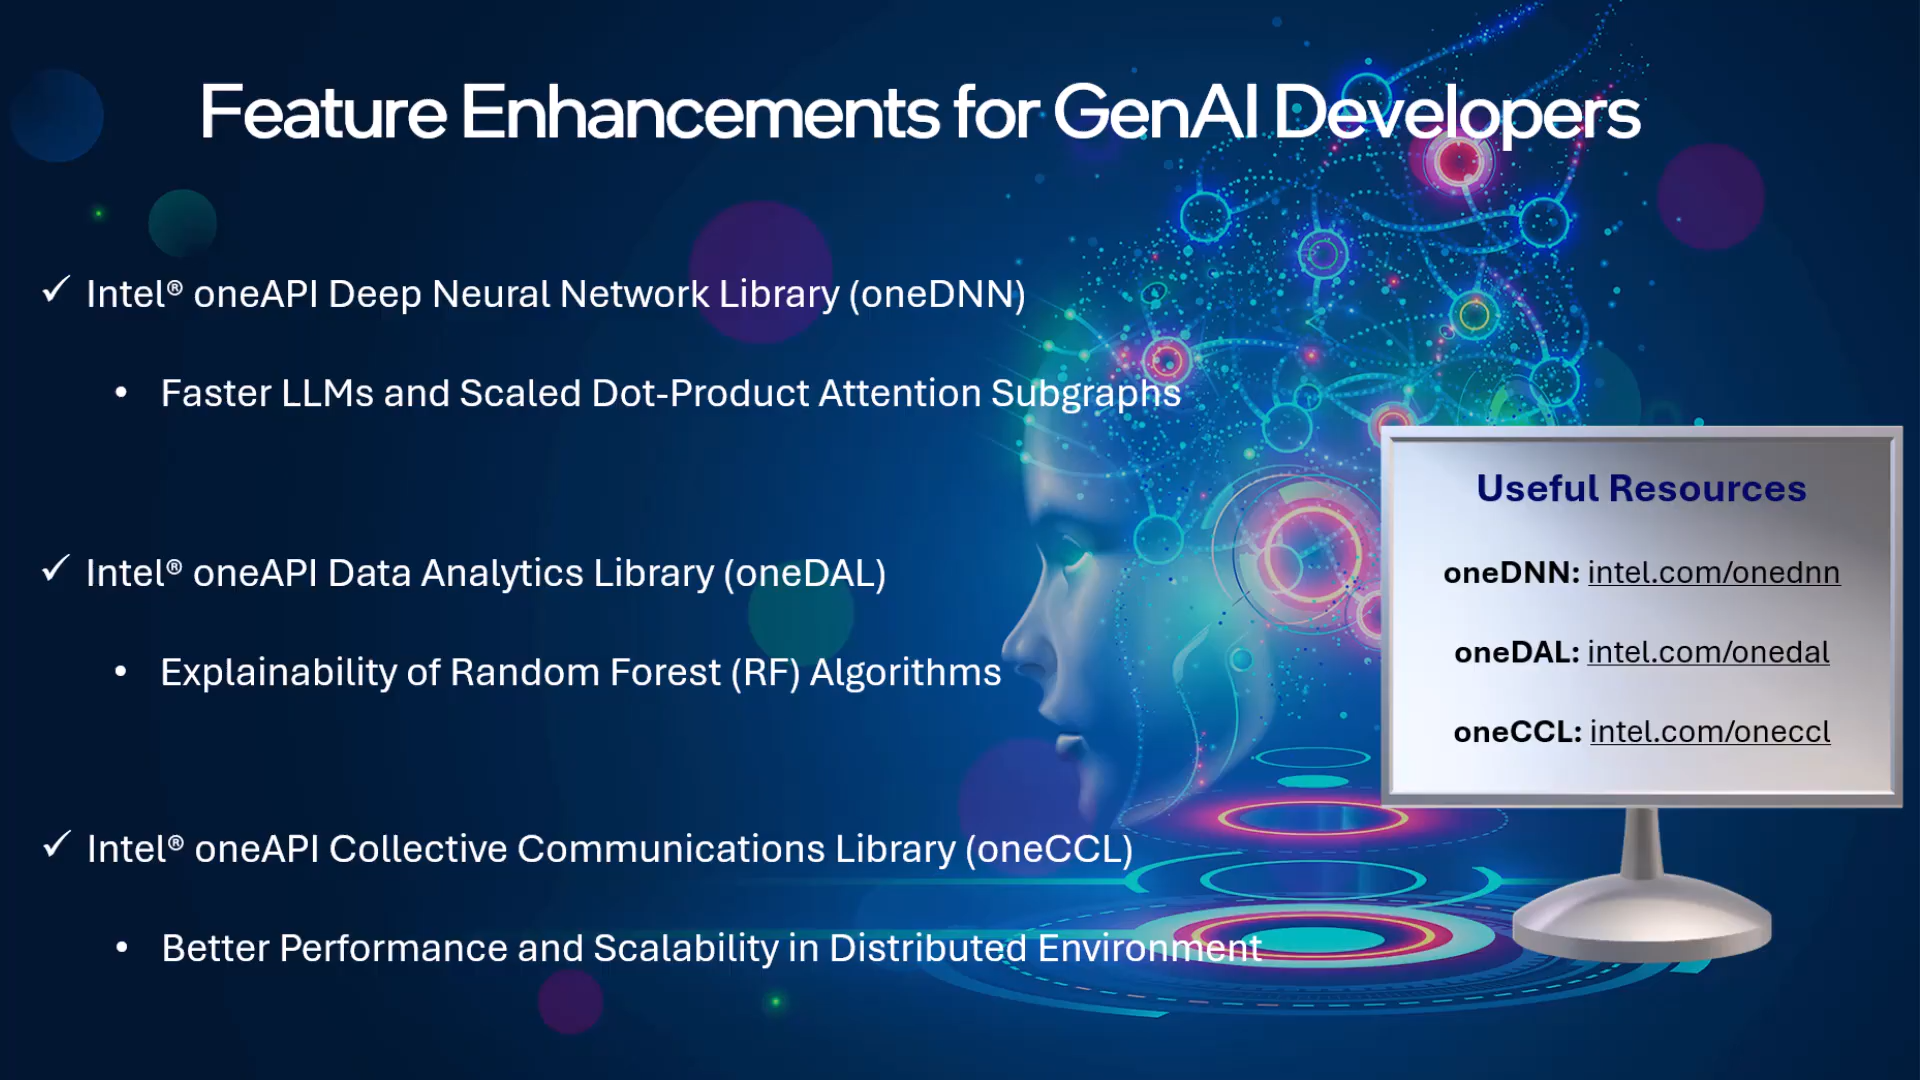 Feature Enhancements for GenAI Developers
✓ Intel® oneAPI Deep Neural Network Library (oneDNN)
• Faster LLMs and Scaled Dot-Product Attention Subgraphs
✓ Intel® oneAPI Data Analytics Library (oneDAL)
• Explainability of Random Forest (RF) Algorithms
✓ Intel® oneAPI Collective Communications Library (oneCCL)
• Better Performance and Scalability in Distributed Environment
Useful Resources
oneDNN: intel.com/onednn
oneDAL: intel.com/onedal
oneCCL: intel.com/oneccl